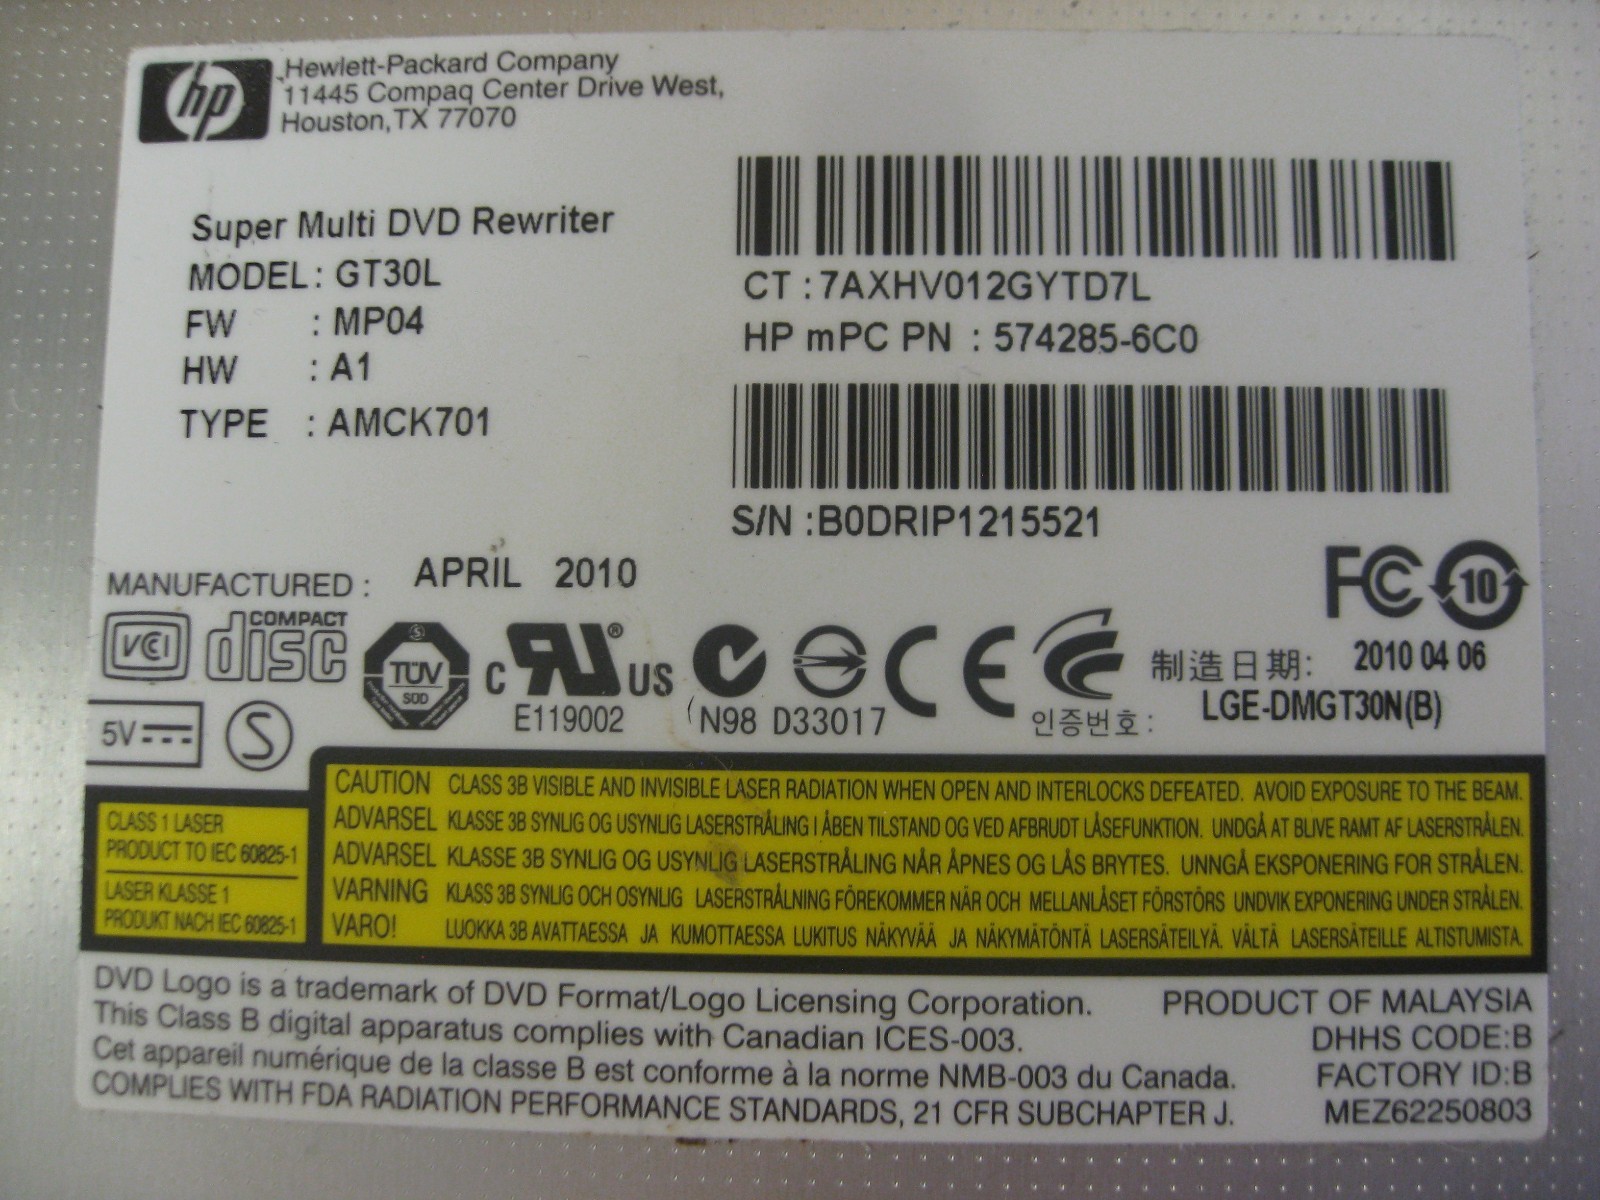 hp
Hewlett-Packard Company
11445 Compaq Center Drive West,
Houston,TX 77070
Super Multi DVD Rewriter
MODEL : GT30L
FW : MP04
HW : A1
TYPE : AMCK701
CT : 7AXHV012GYTD7L
HP mPC PN : 574285-6C0
S/N :B0DRIP1215521
MANUFACTURED : APRIL 2010
FC 10
VCCI
COMPACT
disc
TÜV
SÜD
C UL US
E119002
N98 D33017
CE
制造日期: 2010 04 06
인증번호 : LGE-DMGT30N(B)
5V
S
CLASS 1 LASER
PRODUCT TO IEC 60825-1
LASER KLASSE 1
PRODUKT NACH IEC 60825-1
CAUTION CLASS 3B VISIBLE AND INVISIBLE LASER RADIATION WHEN OPEN AND INTERLOCKS DEFEATED. AVOID EXPOSURE TO THE BEAM.
ADVARSEL KLASSE 3B SYNLIG OG USYNLIG LASERSTRÅLING I ÅBEN TILSTAND OG VED AFBRUDT LÅSEFUNKTION. UNDGÅ AT BLIVE RAMT AF LASERSTRÅLEN.
ADVARSEL KLASSE 3B SYNLIG OG USYNLIG LASERSTRÅLING NÅR ÅPNES OG LÅS BRYTES. UNNGÅ EKSPONERING FOR STRÅLEN.
VARNING KLASS 3B SYNLIG OCH OSYNLIG LASERSTRÅLNING FÖREKOMMER NÄR OCH MELLANLÅSET FÖRSTÖRS UNDVIK EXPONERING UNDER STRÅLEN.
VARO! LUOKKA 3B AVATTAESSA JA KUMOTTAESSA LUKITUS NÄKYVÄÄ JA NÄKYMÄTÖNTÄ LASERSÄTEILYÄ. VÄLTÄ LASERSÄTEILLE ALTISTUMISTA.
DVD Logo is a trademark of DVD Format/Logo Licensing Corporation.
This Class B digital apparatus complies with Canadian ICES-003.
Cet appareil numérique de la classe B est conforme à la norme NMB-003 du Canada.
COMPLIES WITH FDA RADIATION PERFORMANCE STANDARDS, 21 CFR SUBCHAPTER J.
PRODUCT OF MALAYSIA
DHHS CODE:B
FACTORY ID:B
MEZ62250803